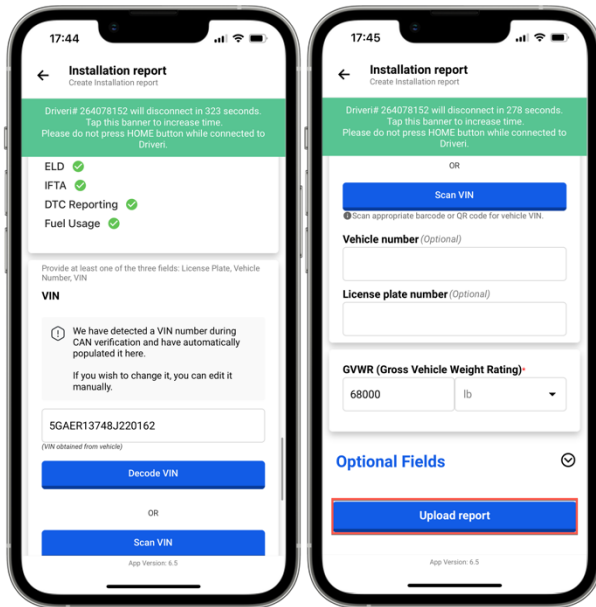 17:44
Installation report
Create Installation report
Driveri# 264078152 will disconnect in 323 seconds.
Tap this banner to increase time.
Please do not press HOME button while connected to
Driveri.
ELD
IFTA
DTC Reporting
Fuel Usage
Provide at least one of the three fields: License Plate, Vehicle
Number, VIN
VIN
We have detected a VIN number during
CAN verification and have automatically
populated it here.
If you wish to change it, you can edit it
manually.
5GAER13748J220162
(VIN obtained from vehicle)
Decode VIN
OR
Scan VIN
App Version: 6.5
17:45
Installation report
Create Installation report
Driveri# 264078152 will disconnect in 278 seconds.
Tap this banner to increase time.
Please do not press HOME button while connected to
Driveri.
OR
Scan VIN
Scan appropriate barcode or QR code for vehicle VIN.
Vehicle number (Optional)
License plate number (Optional)
GVWR (Gross Vehicle Weight Rating)*
68000 lb
Optional Fields
Upload report
App Version: 6.5